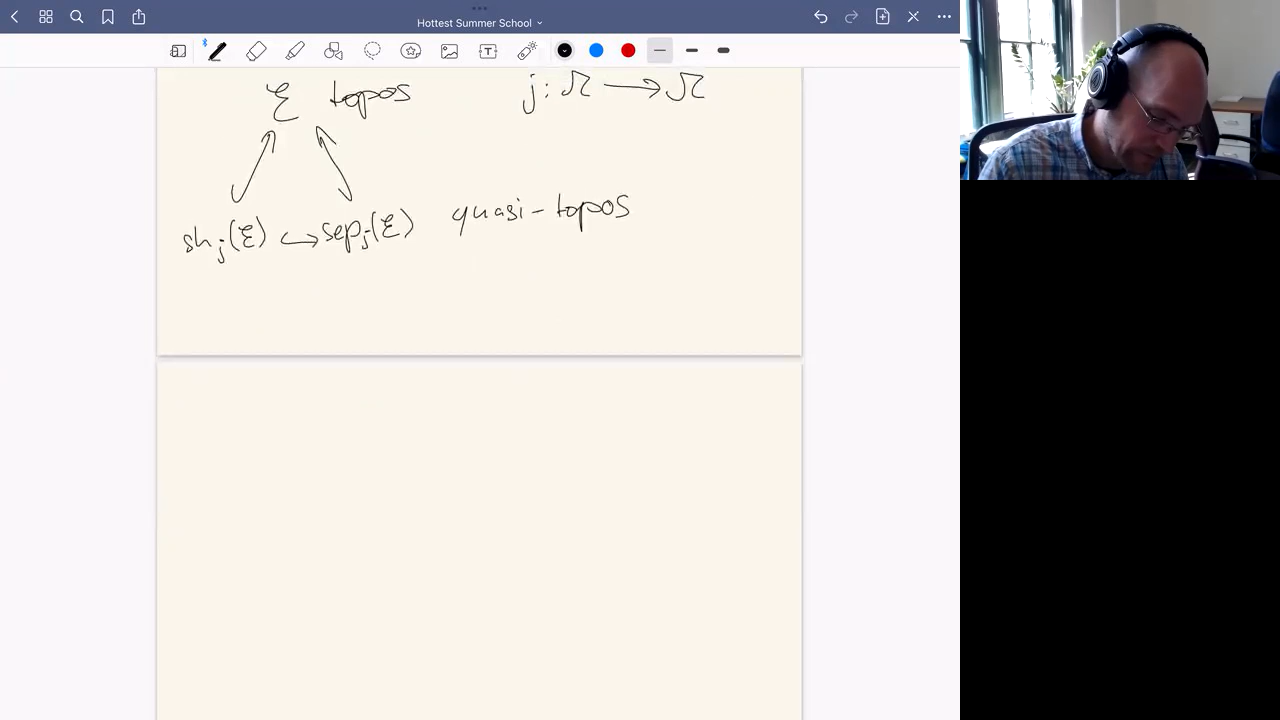 Hottest Summer School
ℰ topos j : Ω → Ω
sh_j(ℰ) ↪ sep_j(ℰ) quasi-topos